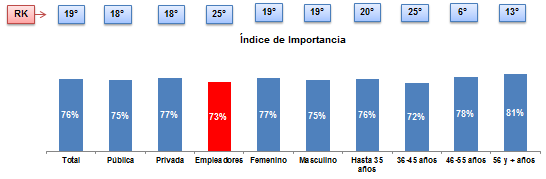 RK 19° 18° 18° 25° 19° 19° 20° 25° 6° 13°
Índice de Importancia
76% 75% 77% 73% 77% 75% 76% 72% 78% 81%
Total Pública Privada Empleadores Femenino Masculino Hasta 35 años 36-45 años 46-55 años 56 y + años